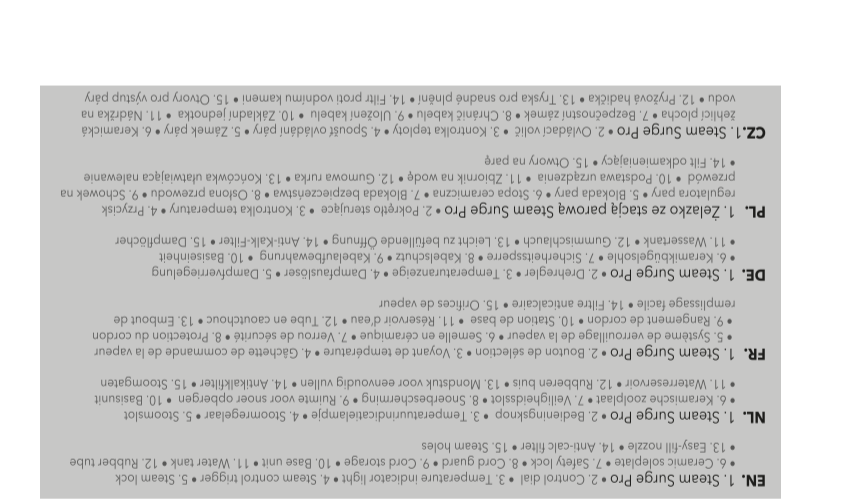 EN. 1. Steam Surge Pro • 2. Control dial • 3. Temperature indicator light • 4. Steam control trigger • 5. Steam lock
• 6. Ceramic soleplate • 7. Safety lock • 8. Cord guard • 9. Cord storage • 10. Base unit • 11. Water tank • 12. Rubber tube
• 13. Easy-fill nozzle • 14. Anti-calc filter • 15. Steam holes
NL. 1. Steam Surge Pro • 2. Bedieningsknop • 3. Temperatuurindicatielampje • 4. Stoomregelaar • 5. Stoomslot
• 6. Keramische zoolplaat • 7. Veiligheidsslot • 8. Snoerbescherming • 9. Ruimte voor snoer opbergen • 10. Basisunit
• 11. Waterreservoir • 12. Rubberen buis • 13. Mondstuk voor eenvoudig vullen • 14. Antikalkfilter • 15. Stoomgaten
FR. 1. Steam Surge Pro • 2. Bouton de sélection • 3. Voyant de température • 4. Gâchette de commande de la vapeur
• 5. Système de verrouillage de la vapeur • 6. Semelle en céramique • 7. Verrou de sécurité • 8. Protection du cordon
• 9. Rangement de cordon • 10. Station de base • 11. Réservoir d'eau • 12. Tube en caoutchouc • 13. Embout de
remplissage facile • 14. Filtre anticalcaire • 15. Orifices de vapeur
DE. 1. Steam Surge Pro • 2. Drehregler • 3. Temperaturanzeige • 4. Dampfauslöser • 5. Dampfverriegelung
• 6. Keramikbügelsohle • 7. Sicherheitssperre • 8. Kabelschutz • 9. Kabelaufbewahrung • 10. Basiseinheit
• 11. Wassertank • 12. Gummischlauch • 13. Leicht zu befüllende Öffnung • 14. Anti-Kalk-Filter • 15. Dampflöcher
PL. 1. Żelazko ze stacją parową Steam Surge Pro • 2. Pokrętło sterujące • 3. Kontrolka temperatury • 4. Przycisk
regulatora pary • 5. Blokada pary • 6. Stopa ceramiczna • 7. Blokada bezpieczeństwa • 8. Osłona przewodu • 9. Schowek na
przewód • 10. Podstawa urządzenia • 11. Zbiornik na wodę • 12. Gumowa rurka • 13. Końcówka ułatwiająca nalewanie
• 14. Filt odkamieniający • 15. Otwory na parę
CZ.1. Steam Surge Pro • 2. Ovládací volič • 3. Kontrolka teploty • 4. Spoušť ovládání páry • 5. Zámek páry • 6. Keramická
žehlicí plocha • 7. Bezpečnostní zámek • 8. Chránič kabelu • 9. Uložení kabelu • 10. Základní jednotka • 11. Nádržka na
vodu • 12. Pryžová hadička • 13. Tryska pro snadné plnění • 14. Filtr proti vodnímu kameni • 15. Otvory pro výstup páry